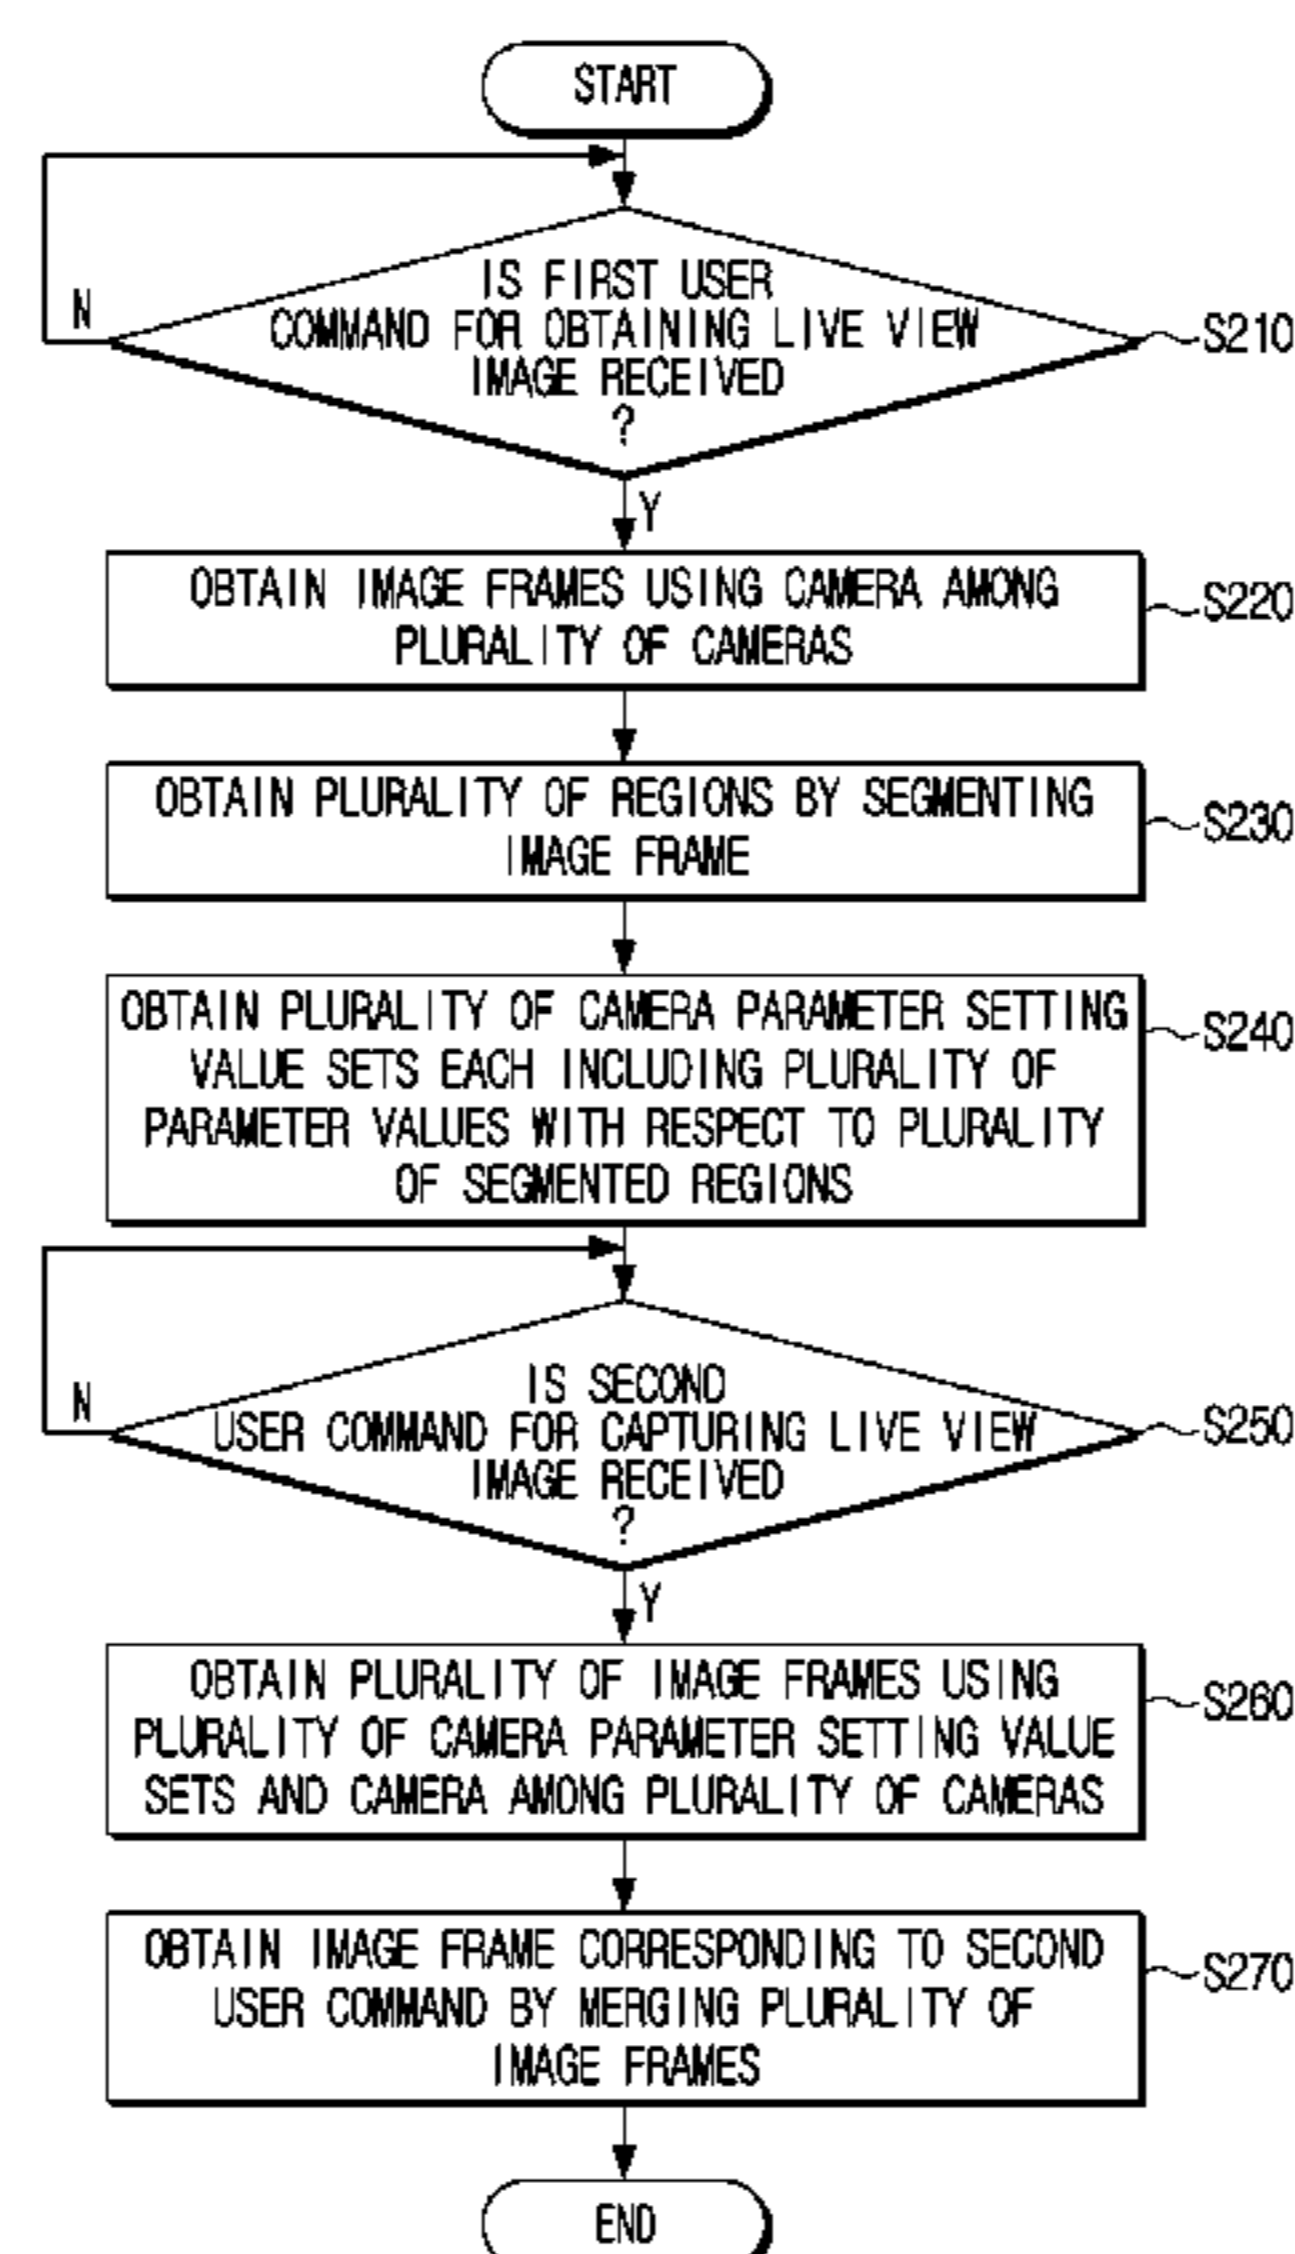 START
IS FIRST USER
COMMAND FOR OBTAINING LIVE VIEW
IMAGE RECEIVED
?
N
S210
Y
OBTAIN IMAGE FRAMES USING CAMERA AMONG
PLURALITY OF CAMERAS
S220
OBTAIN PLURALITY OF REGIONS BY SEGMENTING
IMAGE FRAME
S230
OBTAIN PLURALITY OF CAMERA PARAMETER SETTING
VALUE SETS EACH INCLUDING PLURALITY OF
PARAMETER VALUES WITH RESPECT TO PLURALITY
OF SEGMENTED REGIONS
S240
IS SECOND
USER COMMAND FOR CAPTURING LIVE VIEW
IMAGE RECEIVED
?
N
S250
Y
OBTAIN PLURALITY OF IMAGE FRAMES USING
PLURALITY OF CAMERA PARAMETER SETTING VALUE
SETS AND CAMERA AMONG PLURALITY OF CAMERAS
S260
OBTAIN IMAGE FRAME CORRESPONDING TO SECOND
USER COMMAND BY MERGING PLURALITY OF
IMAGE FRAMES
S270
END